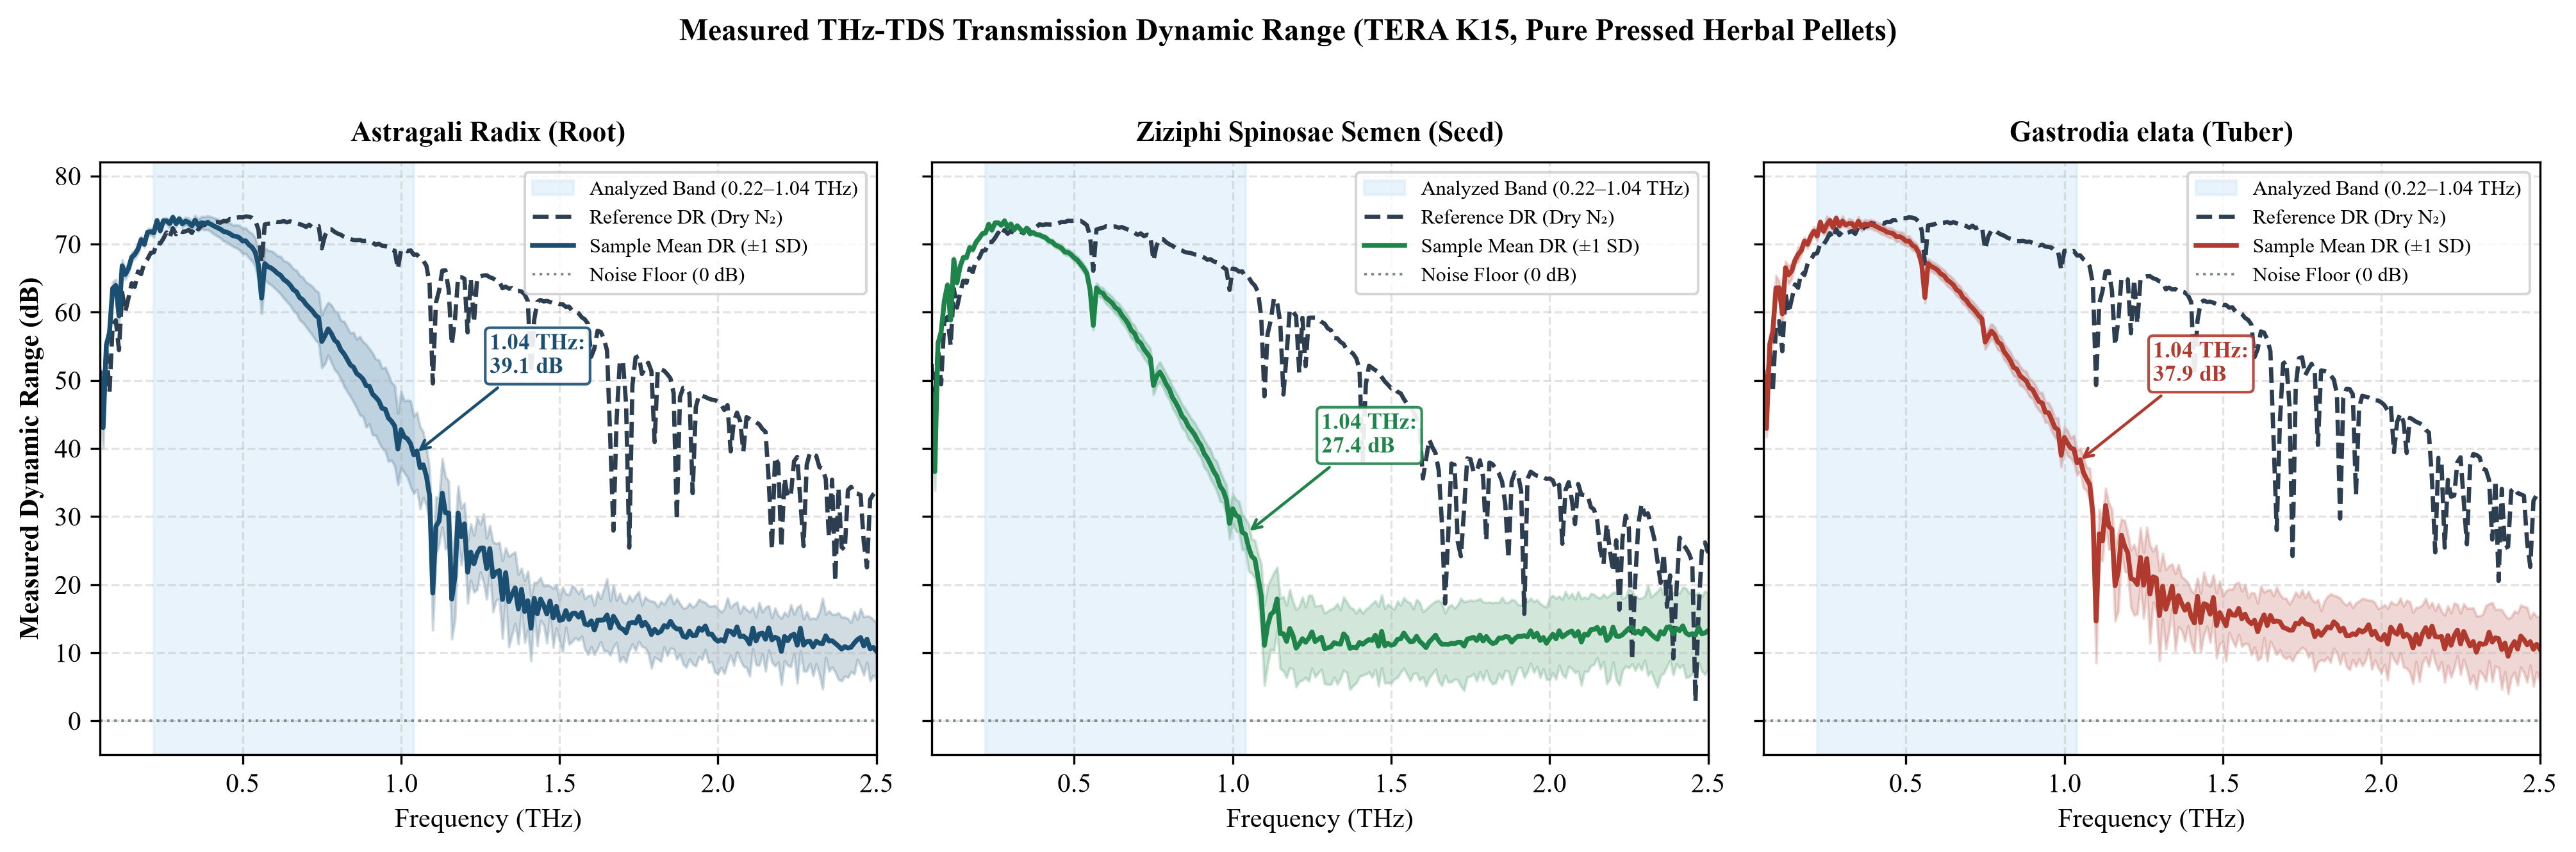 Measured THz-TDS Transmission Dynamic Range (TERA K15, Pure Pressed Herbal Pellets)
Measured Dynamic Range (dB)
Astragali Radix (Root)
80
70
60
50
40
30
20
10
0
Analyzed Band (0.22–1.04 THz)
Reference DR (Dry N₂)
Sample Mean DR (±1 SD)
Noise Floor (0 dB)
1.04 THz:
39.1 dB
0.5
1.0
1.5
2.0
2.5
Frequency (THz)
Ziziphi Spinosae Semen (Seed)
Analyzed Band (0.22–1.04 THz)
Reference DR (Dry N₂)
Sample Mean DR (±1 SD)
Noise Floor (0 dB)
1.04 THz:
27.4 dB
0.5
1.0
1.5
2.0
2.5
Frequency (THz)
Gastrodia elata (Tuber)
Analyzed Band (0.22–1.04 THz)
Reference DR (Dry N₂)
Sample Mean DR (±1 SD)
Noise Floor (0 dB)
1.04 THz:
37.9 dB
0.5
1.0
1.5
2.0
2.5
Frequency (THz)